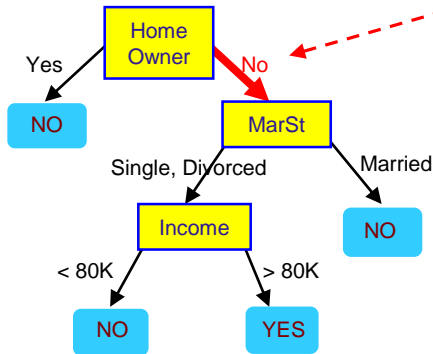 Home
Owner
Yes
No
NO
MarSt
Single, Divorced
Married
Income
NO
< 80K
> 80K
NO
YES